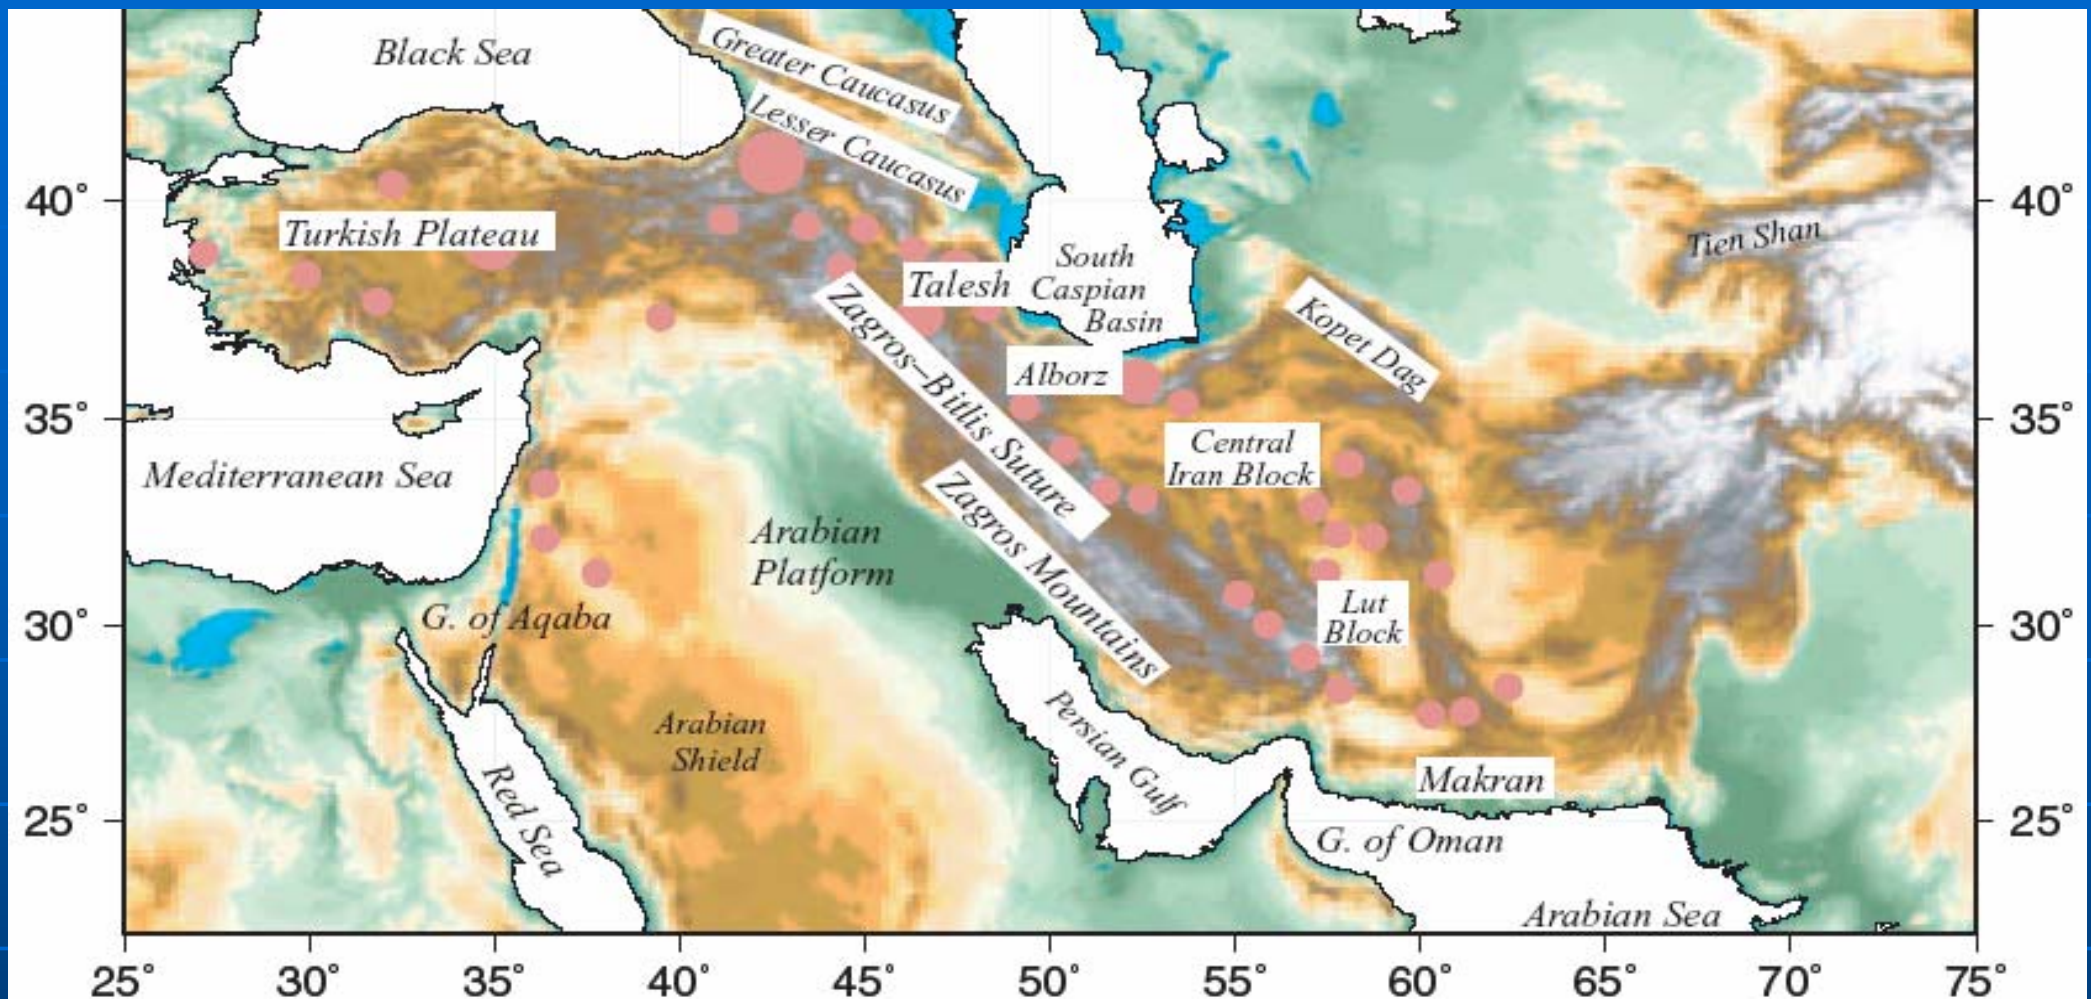 Black Sea
Greater Caucasus
Lesser Caucasus
40°
40°
Turkish Plateau
Tien Shan
South
Caspian
Basin
Talesh
Zagros–Bitlis Suture
Kopet Dag
Alborz
35°
35°
Central
Iran Block
Mediterranean Sea
Zagros Mountains
Arabian
Platform
Lut
Block
30°
G. of Aqaba
30°
Persian Gulf
Arabian
Shield
Red Sea
Makran
25°
25°
G. of Oman
Arabian Sea
25° 30° 35° 40° 45° 50° 55° 60° 65° 70° 75°